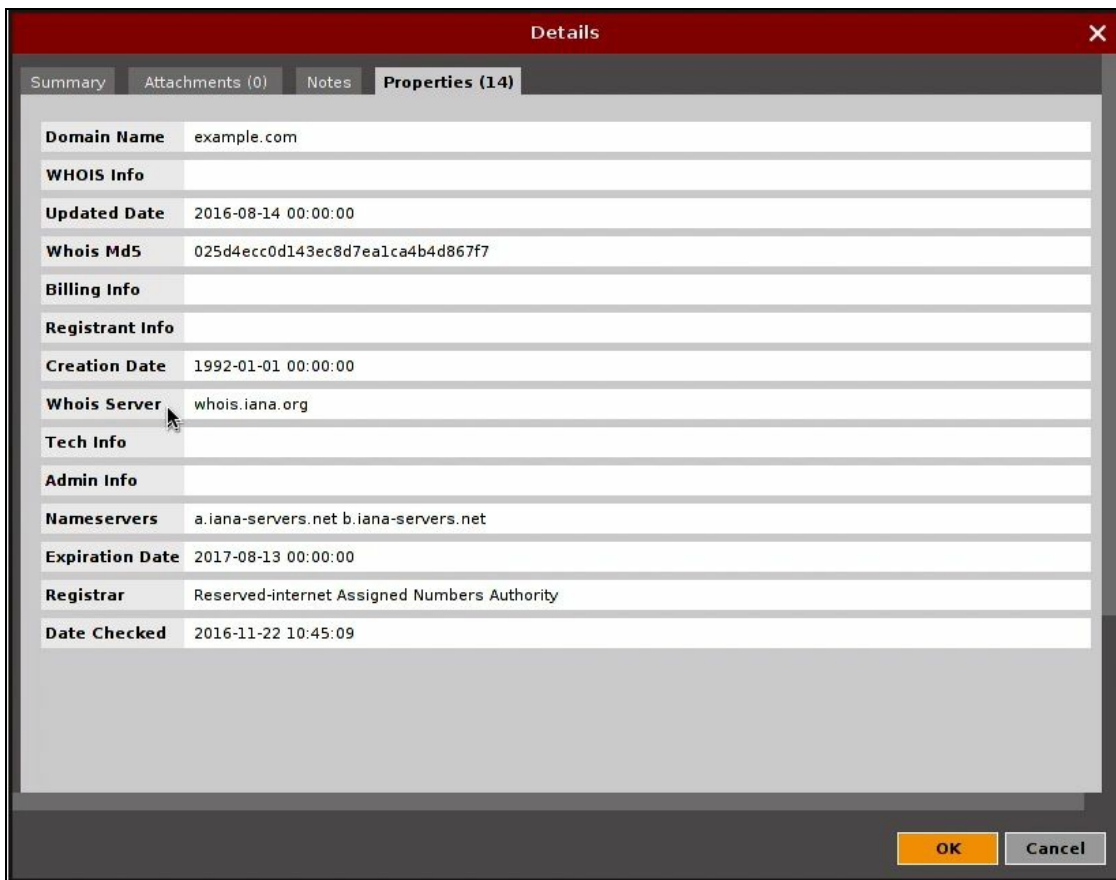 Details
Summary Attachments (0) Notes Properties (14)
Domain Name example.com
WHOIS Info
Updated Date 2016-08-14 00:00:00
Whois Md5 025d4ecc0d143ec8d7ea1ca4b4d867f7
Billing Info
Registrant Info
Creation Date 1992-01-01 00:00:00
Whois Server whois.iana.org
Tech Info
Admin Info
Nameservers a.iana-servers.net b.iana-servers.net
Expiration Date 2017-08-13 00:00:00
Registrar Reserved-internet Assigned Numbers Authority
Date Checked 2016-11-22 10:45:09
OK Cancel